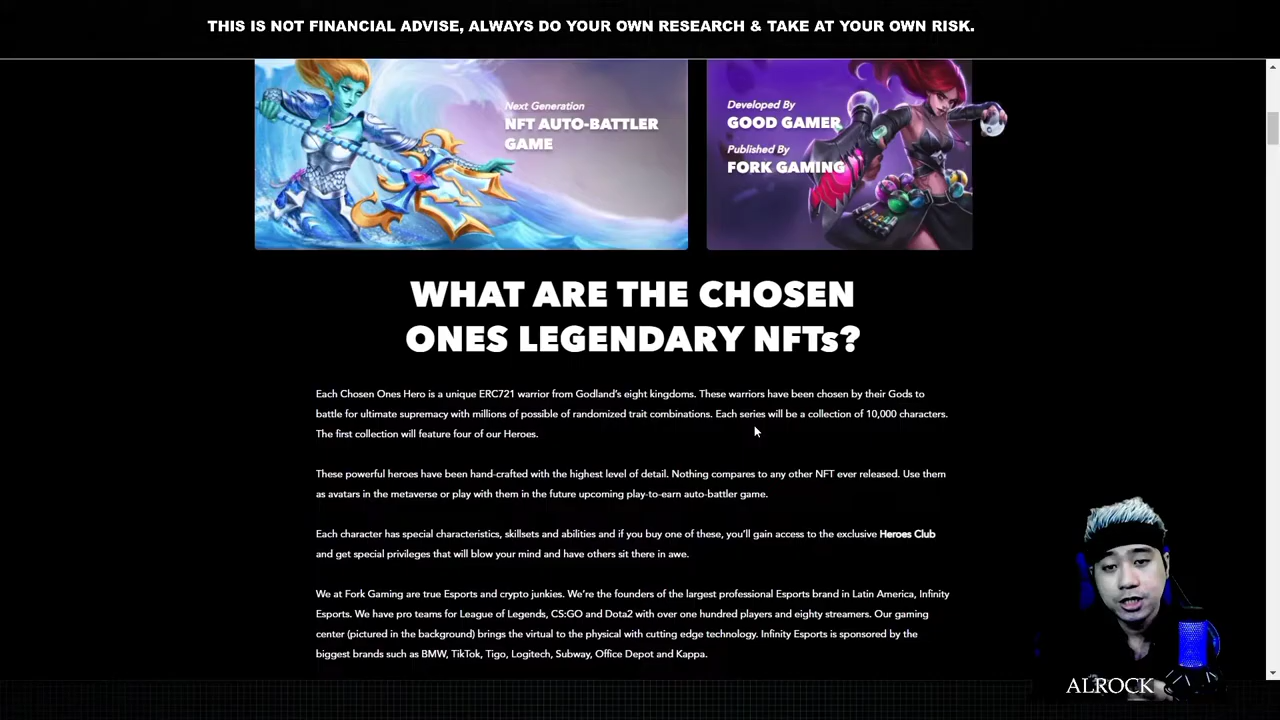 THIS IS NOT FINANCIAL ADVISE, ALWAYS DO YOUR OWN RESEARCH & TAKE AT YOUR OWN RISK.
Next Generation
NFT AUTO-BATTLER
GAME
Developed By
GOOD GAMER
Published By
FORK GAMING
WHAT ARE THE CHOSEN
ONES LEGENDARY NFTs?
Each Chosen Ones Hero is a unique ERC721 warrior from Godland's eight kingdoms. These warriors have been chosen by their Gods to
battle for ultimate supremacy with millions of possible of randomized trait combinations. Each series will be a collection of 10,000 characters.
The first collection will feature four of our Heroes.
These powerful heroes have been hand-crafted with the highest level of detail. Nothing compares to any other NFT ever released. Use them
as avatars in the metaverse or play with them in the future upcoming play-to-earn auto-battler game.
Each character has special characteristics, skillsets and abilities and if you buy one of these, you'll gain access to the exclusive Heroes Club
and get special privileges that will blow your mind and have others sit there in awe.
We at Fork Gaming are true Esports and crypto junkies. We're the founders of the largest professional Esports brand in Latin America, Infinity
Esports. We have pro teams for League of Legends, CS:GO and Dota2 with over one hundred players and eighty streamers. Our gaming
center (pictured in the background) brings the virtual to the physical with cutting edge technology. Infinity Esports is sponsored by the
biggest brands such as BMW, TikTok, Tigo, Logitech, Subway, Office Depot and Kappa.
ALROCK